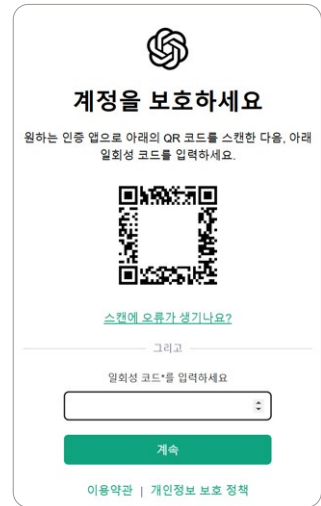 계정을 보호하세요
원하는 인증 앱으로 아래의 QR 코드를 스캔한 다음, 아래
일회성 코드를 입력하세요.
스캔에 오류가 생기나요?
그리고
일회성 코드*를 입력하세요
계속
이용약관 | 개인정보 보호 정책